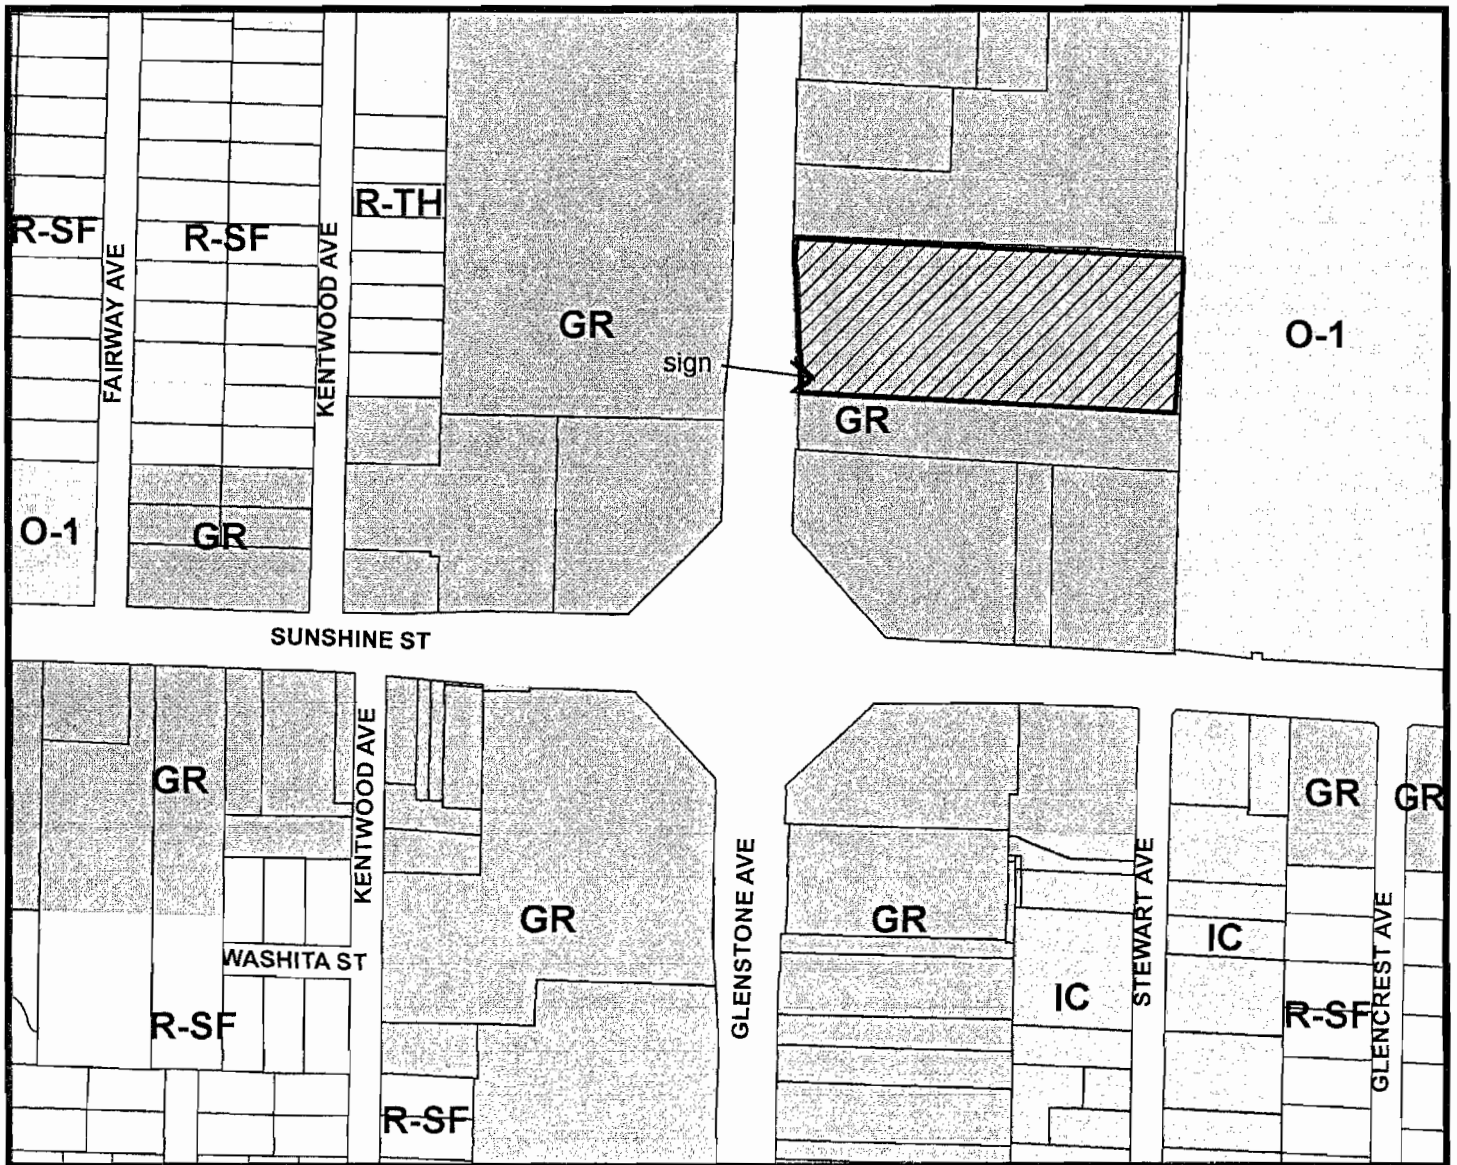 R-TH
R-SF
R-SF
FAIRWAY AVE
KENTWOOD AVE
GR
sign
O-1
GR
O-1
GR
SUNSHINE ST
GR
KENTWOOD AVE
GR
GR
GLENSTONE AVE
GR
STEWART AVE
GR
IC
WASHITA ST
IC
R-SF
GLENCREST AVE
R-SF
R-SF